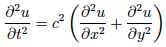 ∂²u/∂t² = c² (∂²u/∂x² + ∂²u/∂y²)